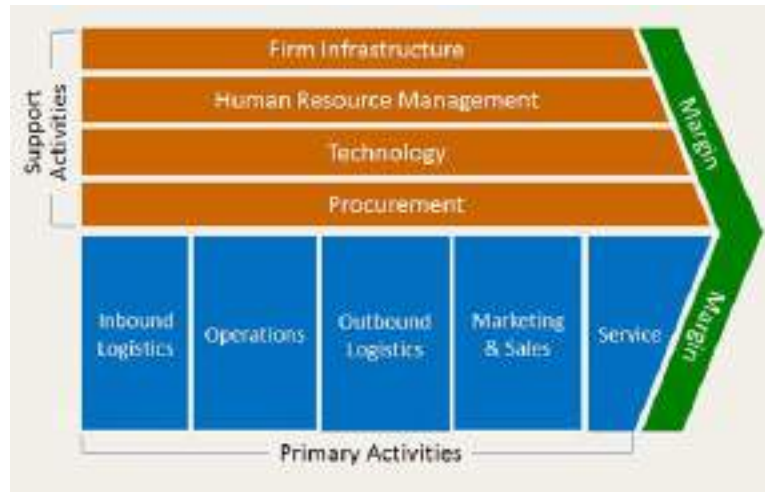 Firm Infrastructure
Human Resource Management
Technology
Procurement
Support
Activities
Margin
Margin
Inbound
Logistics
Operations
Outbound
Logistics
Marketing
& Sales
Service
Primary Activities